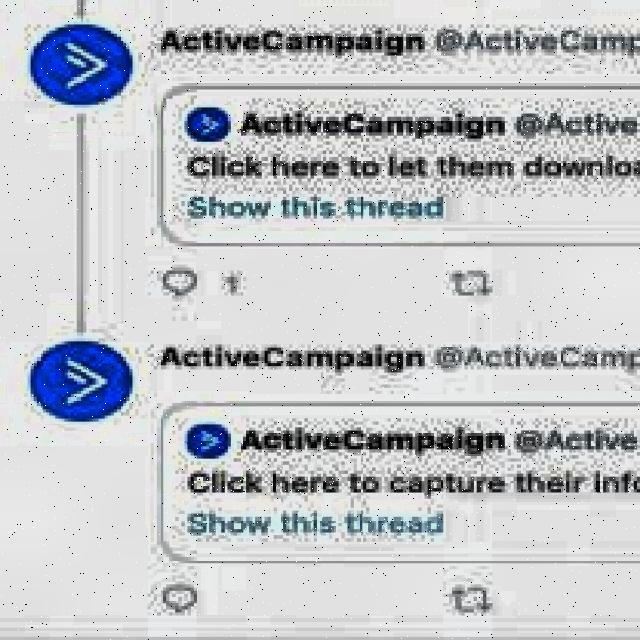 ActiveCampaign @ActiveCamp
ActiveCampaign @Active
Click here to let them downloa
Show this thread
1
ActiveCampaign @ActiveCamp
ActiveCampaign @Active
Click here to capture their info
Show this thread